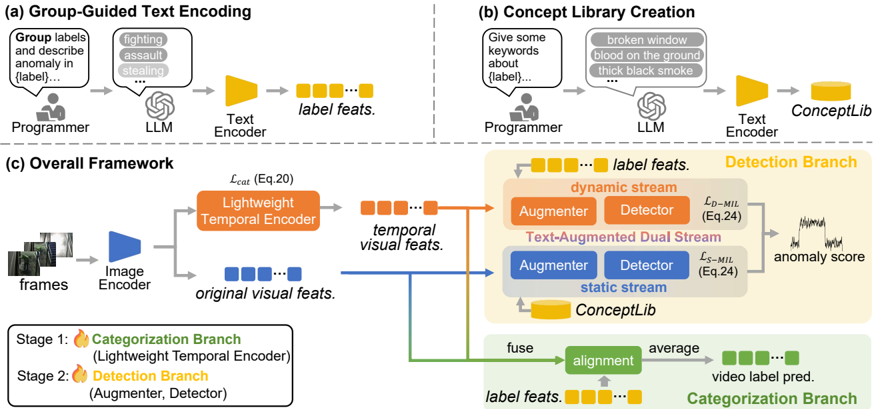 (a) Group-Guided Text Encoding
Group labels
and describe
anomaly in
{label}...
fighting
assault
stealing
...
Programmer
LLM
Text
Encoder
label feats.
(b) Concept Library Creation
Give some
keywords
about
{label}...
broken window
blood on the ground
thick black smoke
...
Programmer
LLM
Text
Encoder
ConceptLib
(c) Overall Framework
frames
Image
Encoder
ℒcat (Eq.20)
Lightweight
Temporal Encoder
temporal
visual feats.
original visual feats.
label feats.
Detection Branch
dynamic stream
Augmenter
Detector
ℒD−MIL
(Eq.24)
Text-Augmented Dual Stream
Augmenter
Detector
ℒS−MIL
(Eq.24)
static stream
ConceptLib
anomaly score
Stage 1: Categorization Branch
(Lightweight Temporal Encoder)
Stage 2: Detection Branch
(Augmenter, Detector)
fuse
alignment
average
video label pred.
label feats.
Categorization Branch